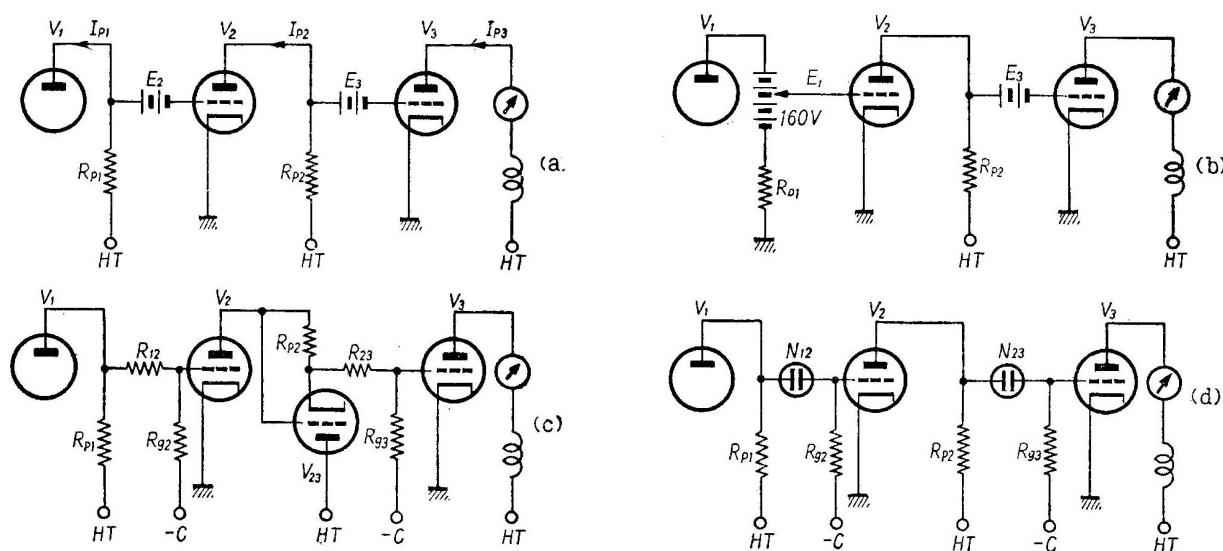 V1 IP1 V2 IP2 V3 IP3
E2 E3
RP1 RP2
(a)
HT HT HT
V1 V2 V3
E1 E3
160V
RP1 RP2
(b)
HT HT
V1 V2 V3
R12 RP2 R23
RP1 Rg2 Rg3
V23
(c)
HT -C HT -C HT
V1 V2 V3
N12 N23
RP1 Rg2 RP2 Rg3
(d)
HT -C HT -C HT